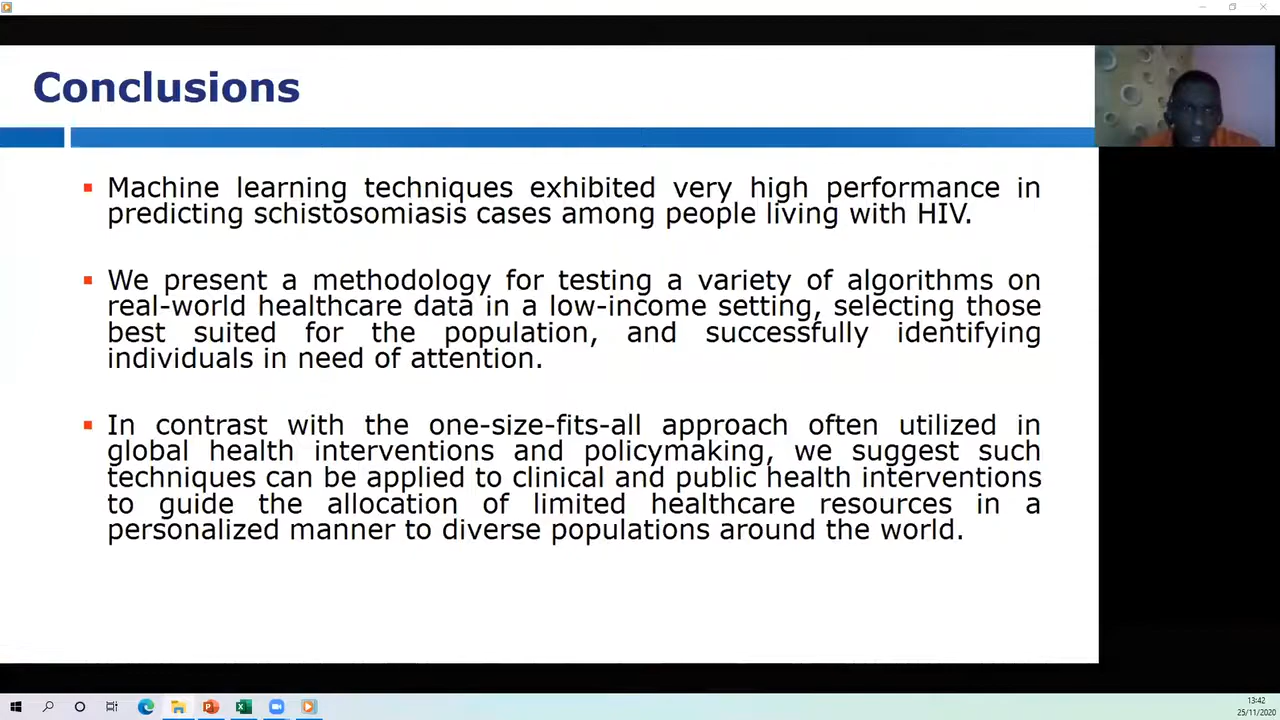 Conclusions
Machine learning techniques exhibited very high performance in
predicting schistosomiasis cases among people living with HIV.
We present a methodology for testing a variety of algorithms on
real-world healthcare data in a low-income setting, selecting those
best suited for the population, and successfully identifying
individuals in need of attention.
In contrast with the one-size-fits-all approach often utilized in
global health interventions and policymaking, we suggest such
techniques can be applied to clinical and public health interventions
to guide the allocation of limited healthcare resources in a
personalized manner to diverse populations around the world.
13:42
25/11/2020